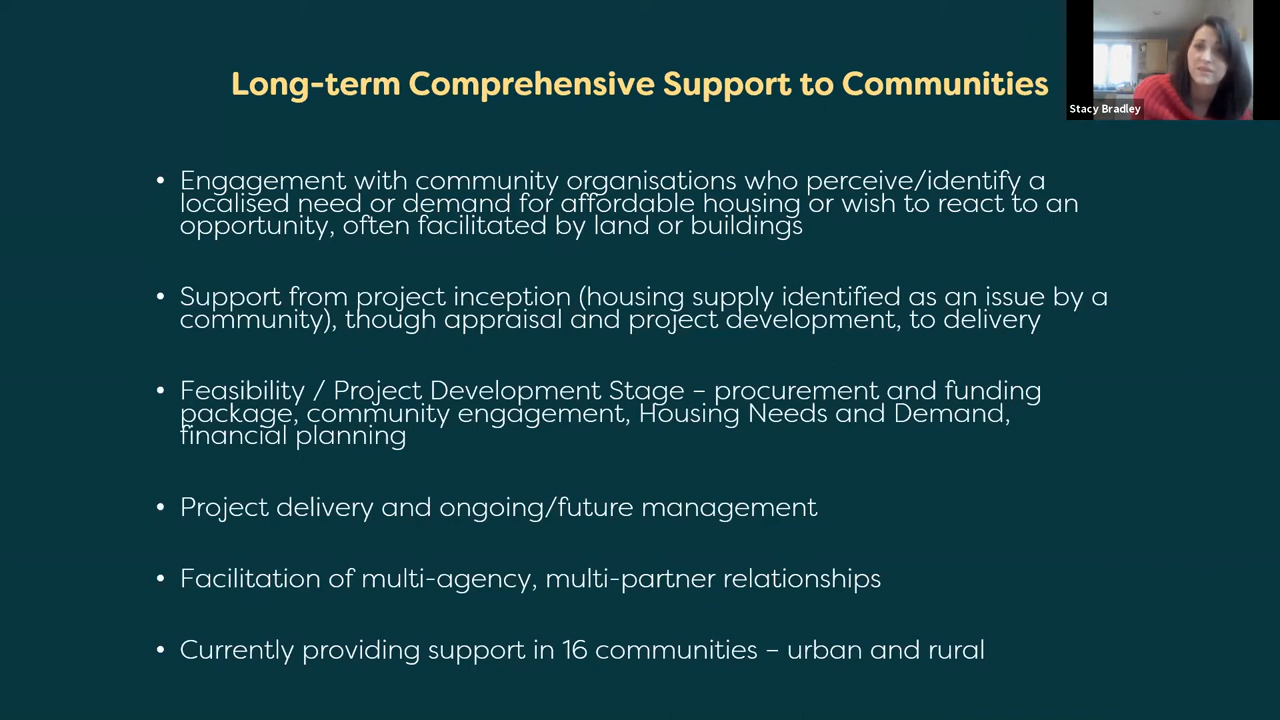 Long-term Comprehensive Support to Communities
Stacy Bradley
• Engagement with community organisations who perceive/identify a
localised need or demand for affordable housing or wish to react to an
opportunity, often facilitated by land or buildings
• Support from project inception (housing supply identified as an issue by a
community), though appraisal and project development, to delivery
• Feasibility / Project Development Stage – procurement and funding
package, community engagement, Housing Needs and Demand,
financial planning
• Project delivery and ongoing/future management
• Facilitation of multi-agency, multi-partner relationships
• Currently providing support in 16 communities – urban and rural